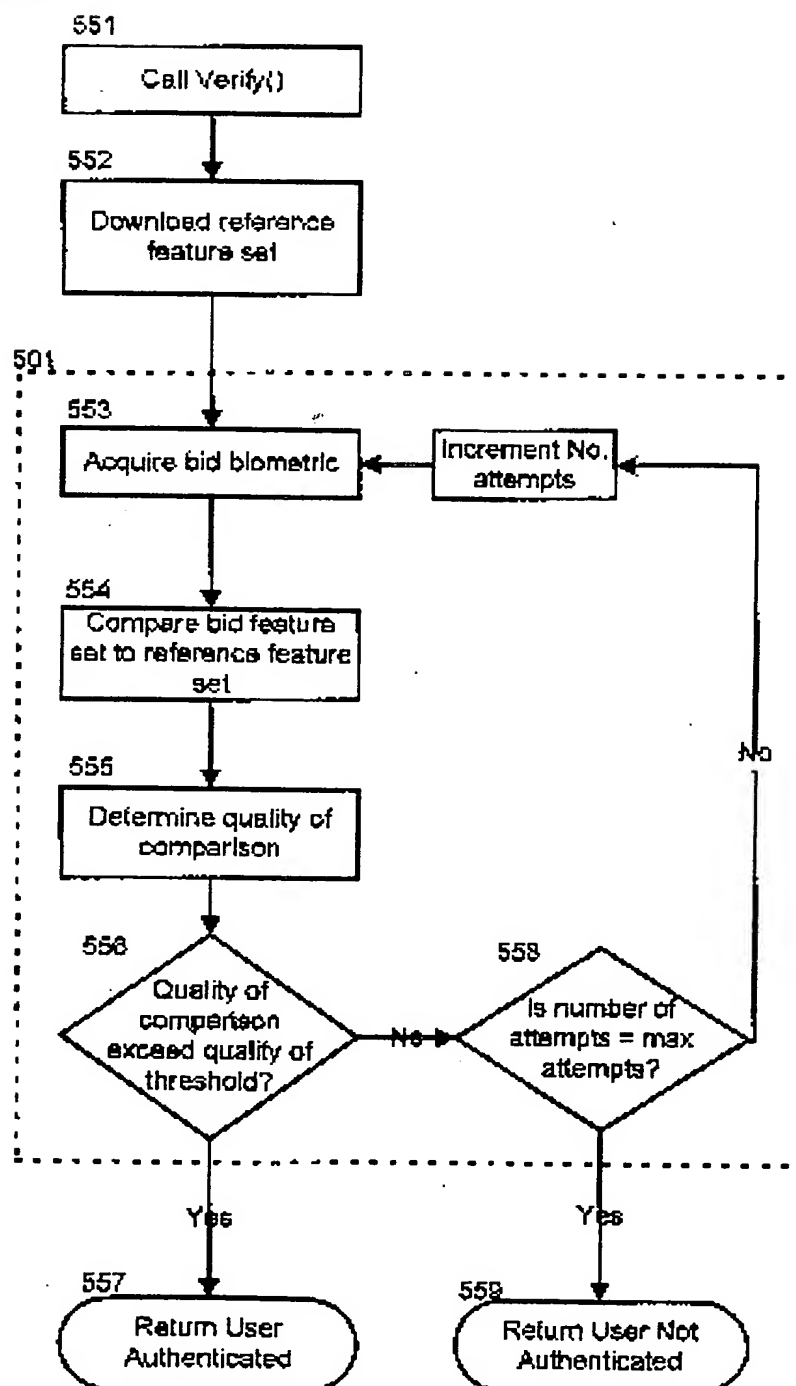 551
Call Verify()
552
Download reference
feature set
501
553
Acquire bid biometric
Increment No.
attempts
554
Compare bid feature
set to reference feature
set
No
555
Determine quality of
comparison
556
Quality of
comparison
exceed quality of
threshold?
No
558
Is number of
attempts = max
attempts?
Yes
Yes
557
Return User
Authenticated
559
Return User Not
Authenticated